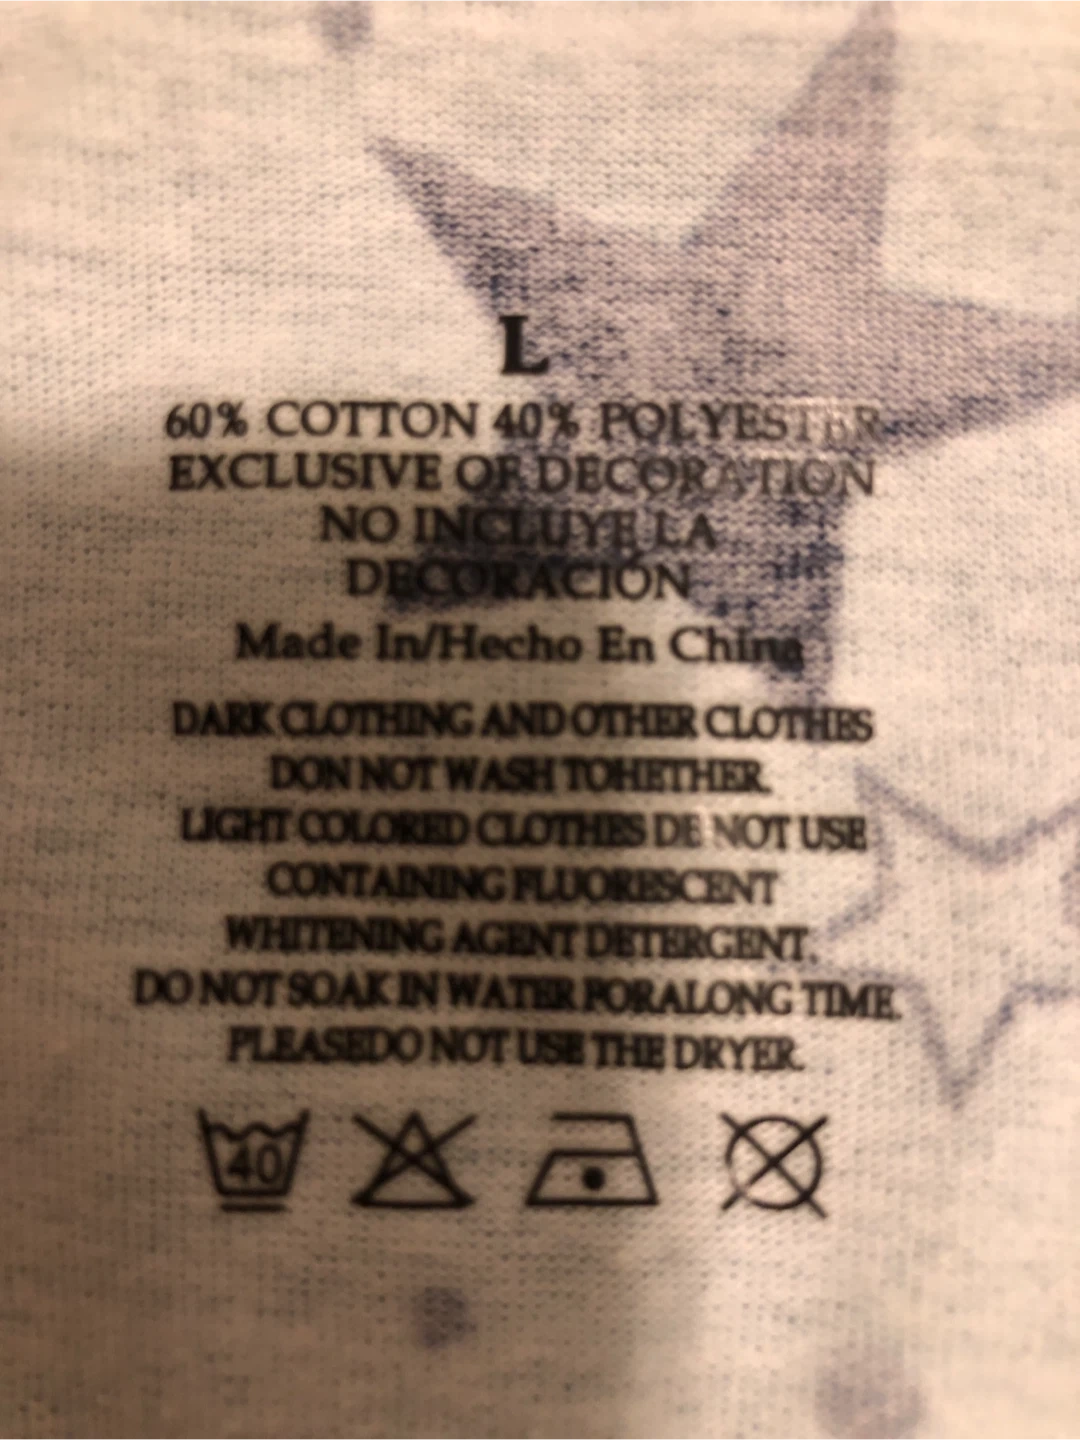 L
60% COTTON 40% POLYESTER
EXCLUSIVE OF DECORATION
NO INCLUYE LA
DECORACIÓN
Made In/Hecho En China
DARK CLOTHING AND OTHER CLOTHES
DON NOT WASH TOHETHER.
LIGHT COLORED CLOTHES DE NOT USE
CONTAINING FLUORESCENT
WHITENING AGENT DETERGENT.
DO NOT SOAK IN WATER FORALONG TIME.
PLEASEDO NOT USE THE DRYER.
40